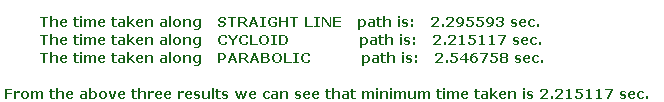 The time taken along STRAIGHT LINE path is: 2.295593 sec.
The time taken along CYCLOID path is: 2.215117 sec.
The time taken along PARABOLIC path is: 2.546758 sec.
From the above three results we can see that minimum time taken is 2.215117 sec.